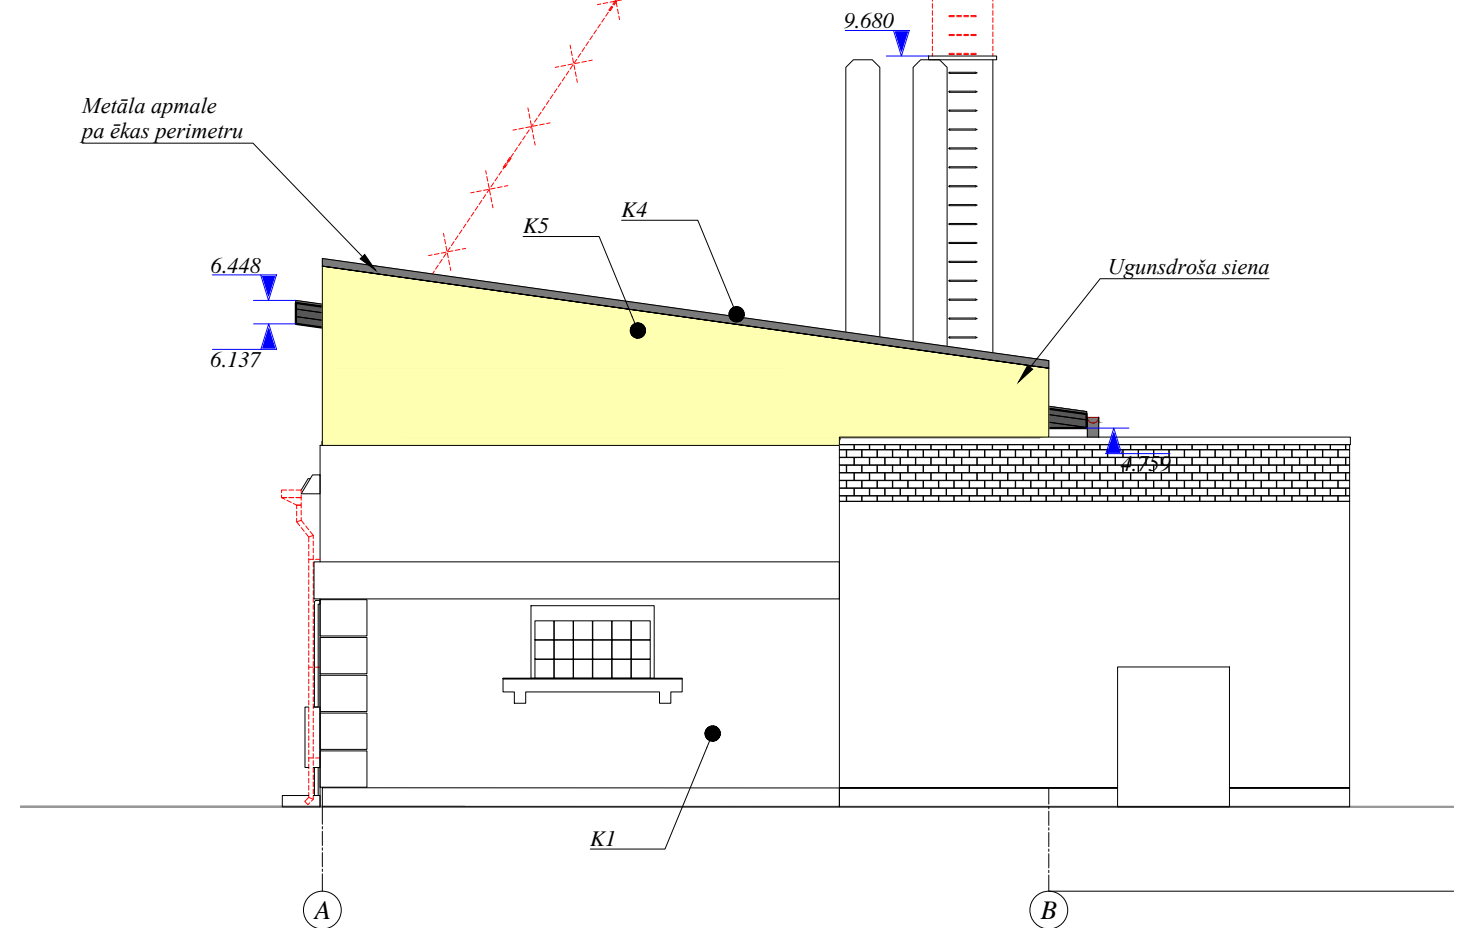 9.680
Metāla apmale
pa ēkas perimetru
K4
K5
6.448
Ugunsdroša siena
6.137
4.759
K1
A
B